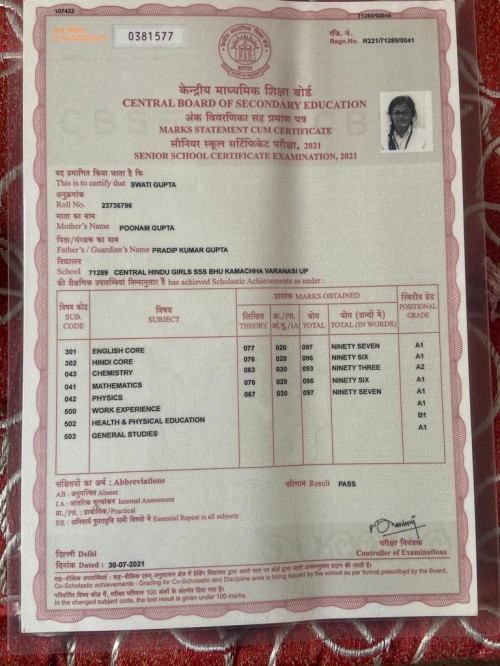 107422
71289/00046
क्रम संख्या
0381577
रजि. नं.
Regn.No. R221/71289/0041
केन्द्रीय माध्यमिक शिक्षा बोर्ड
CENTRAL BOARD OF SECONDARY EDUCATION
अंक विवरणिका सह प्रमाण पत्र
MARKS STATEMENT CUM CERTIFICATE
सीनियर स्कूल सर्टिफिकेट परीक्षा, 2021
SENIOR SCHOOL CERTIFICATE EXAMINATION, 2021
यह प्रमाणित किया जाता है कि
This is to certify that SWATI GUPTA
अनुक्रमांक
Roll No. 23736796
माता का नाम
Mother's Name POONAM GUPTA
पिता/संरक्षक का नाम
Father's / Guardian's Name PRADIP KUMAR GUPTA
विद्यालय
School 71289 CENTRAL HINDU GIRLS SSS BHU KAMACHHA VARANASI UP
की शैक्षणिक उपलब्धियां निम्नानुसार हैं has achieved Scholastic Achievements as under :
प्राप्तांक MARKS OBTAINED
विषय कोड SUB. CODE
विषय SUBJECT
लिखित THEORY
प्रा./PR. आं.मू./IA
योग TOTAL
योग (शब्दों में) TOTAL (IN WORDS)
स्थितीय ग्रेड POSITIONAL GRADE
301 ENGLISH CORE 077 020 097 NINETY SEVEN A1
302 HINDI CORE 076 020 096 NINETY SIX A1
043 CHEMISTRY 063 030 093 NINETY THREE A2
041 MATHEMATICS 076 020 096 NINETY SIX A1
042 PHYSICS 067 030 097 NINETY SEVEN A1
500 WORK EXPERIENCE A1
502 HEALTH & PHYSICAL EDUCATION B1
503 GENERAL STUDIES A1
संक्षिप्तियों का अर्थ : Abbreviations
परिणाम Result PASS
AB : अनुपस्थित Absent
IA : आंतरिक मूल्यांकन Internal Assessment
PR. : प्रायोगिक/Practical
ER : अनिवार्य पुनरावृत्ति सभी विषयों में Essential Repeat in all subjects
दिल्ली Delhi
दिनांक Dated : 30-07-2021
परीक्षा नियंत्रक
Controller of Examinations
Co-Scholastic achievements : Grading for Co-Scholastic and Discipline area is being issued by the school as per format prescribed by the Board.
परिवर्तित विषय कोड में, परीक्षा परिणाम 100 अंकों के अंतर्गत दिया गया है।
In the changed subject code, the test result is given under 100 marks.